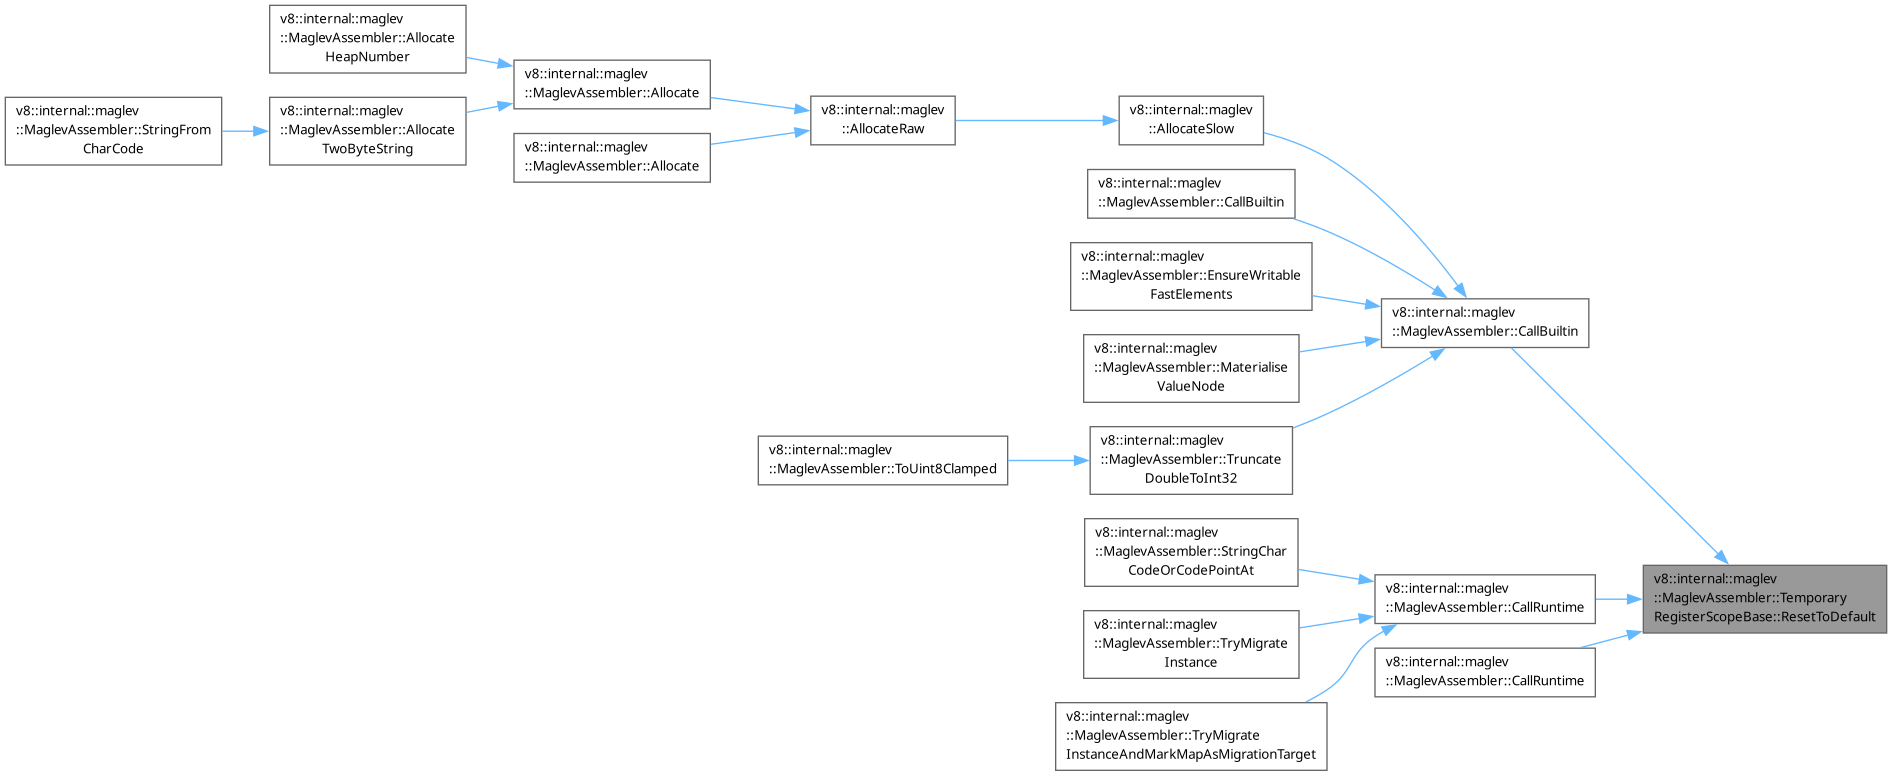 v8::internal::maglev
::MaglevAssembler::Allocate
HeapNumber
v8::internal::maglev
::MaglevAssembler::StringFrom
CharCode
v8::internal::maglev
::MaglevAssembler::Allocate
TwoByteString
v8::internal::maglev
::MaglevAssembler::Allocate
v8::internal::maglev
::MaglevAssembler::Allocate
v8::internal::maglev
::AllocateRaw
v8::internal::maglev
::AllocateSlow
v8::internal::maglev
::MaglevAssembler::CallBuiltin
v8::internal::maglev
::MaglevAssembler::EnsureWritable
FastElements
v8::internal::maglev
::MaglevAssembler::Materialise
ValueNode
v8::internal::maglev
::MaglevAssembler::CallBuiltin
v8::internal::maglev
::MaglevAssembler::ToUint8Clamped
v8::internal::maglev
::MaglevAssembler::Truncate
DoubleToInt32
v8::internal::maglev
::MaglevAssembler::StringChar
CodeOrCodePointAt
v8::internal::maglev
::MaglevAssembler::TryMigrate
Instance
v8::internal::maglev
::MaglevAssembler::TryMigrate
InstanceAndMarkMapAsMigrationTarget
v8::internal::maglev
::MaglevAssembler::CallRuntime
v8::internal::maglev
::MaglevAssembler::CallRuntime
v8::internal::maglev
::MaglevAssembler::Temporary
RegisterScopeBase::ResetToDefault